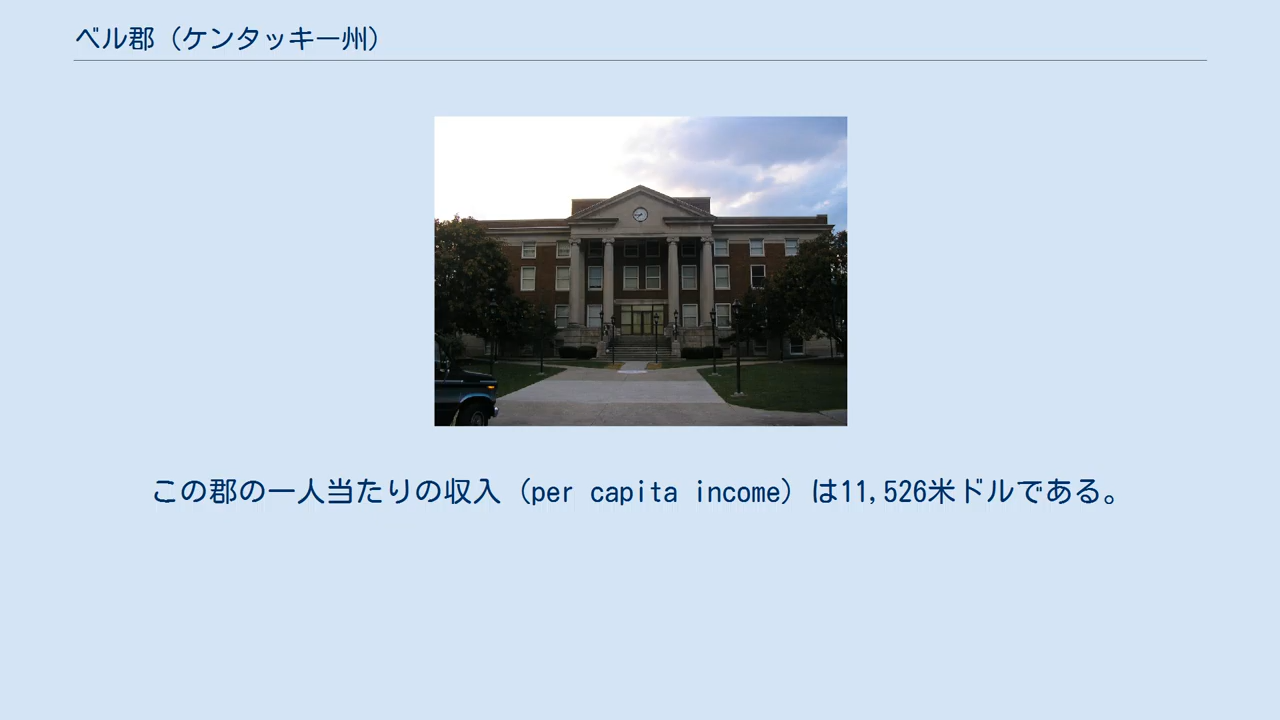 ベル郡（ケンタッキー州）
この郡の一人当たりの収入（per capita income）は11,526米ドルである。